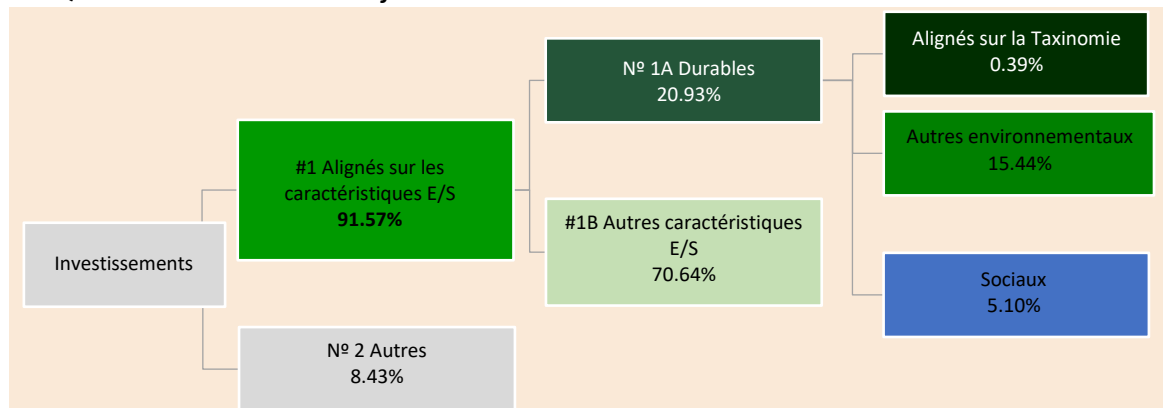 Investissements
#1 Alignés sur les
caractéristiques E/S
91.57%
Nº 2 Autres
8.43%
Nº 1A Durables
20.93%
#1B Autres caractéristiques
E/S
70.64%
Alignés sur la Taxinomie
0.39%
Autres environnementaux
15.44%
Sociaux
5.10%